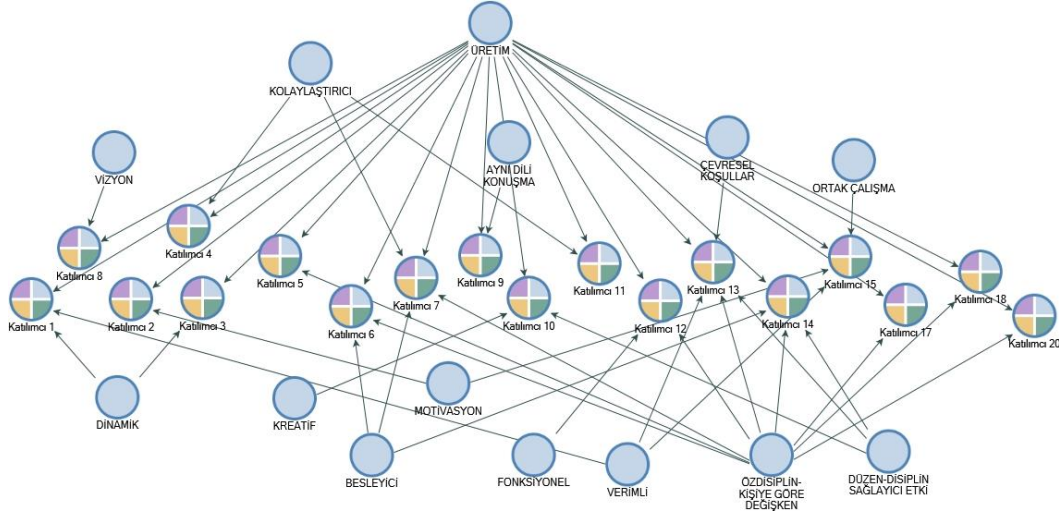 ÜRETİM
KOLAYLAŞTIRICI
VİZYON
AYNI DİLİ
KONUŞMA
ÇEVRESEL
KOŞULLAR
ORTAK ÇALIŞMA
Katılımcı 8
Katılımcı 4
Katılımcı 5
Katılımcı 9
Katılımcı 11
Katılımcı 13
Katılımcı 15
Katılımcı 18
Katılımcı 1
Katılımcı 2
Katılımcı 3
Katılımcı 6
Katılımcı 7
Katılımcı 10
Katılımcı 12
Katılımcı 14
Katılımcı 17
Katılımcı 20
DİNAMİK
KREATİF
MOTİVASYON
BESLEYİCİ
FONKSİYONEL
VERİMLİ
ÖZDİSİPLİN-
KİŞİYE GÖRE
DEĞİŞKEN
DÜZEN-DİSİPLİN
SAĞLAYICI ETKİ